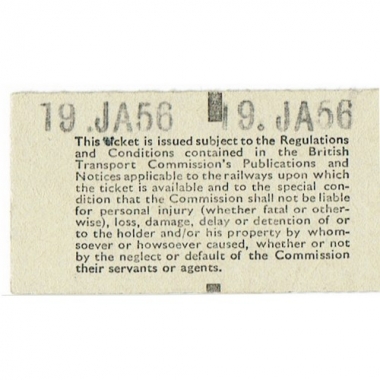 19.JA56 19.JA56
This ticket is issued subject to the Regulations
and Conditions contained in the British
Transport Commission's Publications and
Notices applicable to the railways upon which
the ticket is available and to the special con-
dition that the Commission shall not be liable
for personal injury (whether fatal or other-
wise), loss, damage, delay or detention of or
to the holder and/or his property by whom-
soever or howsoever caused, whether or not
by the neglect or default of the Commission
their servants or agents.